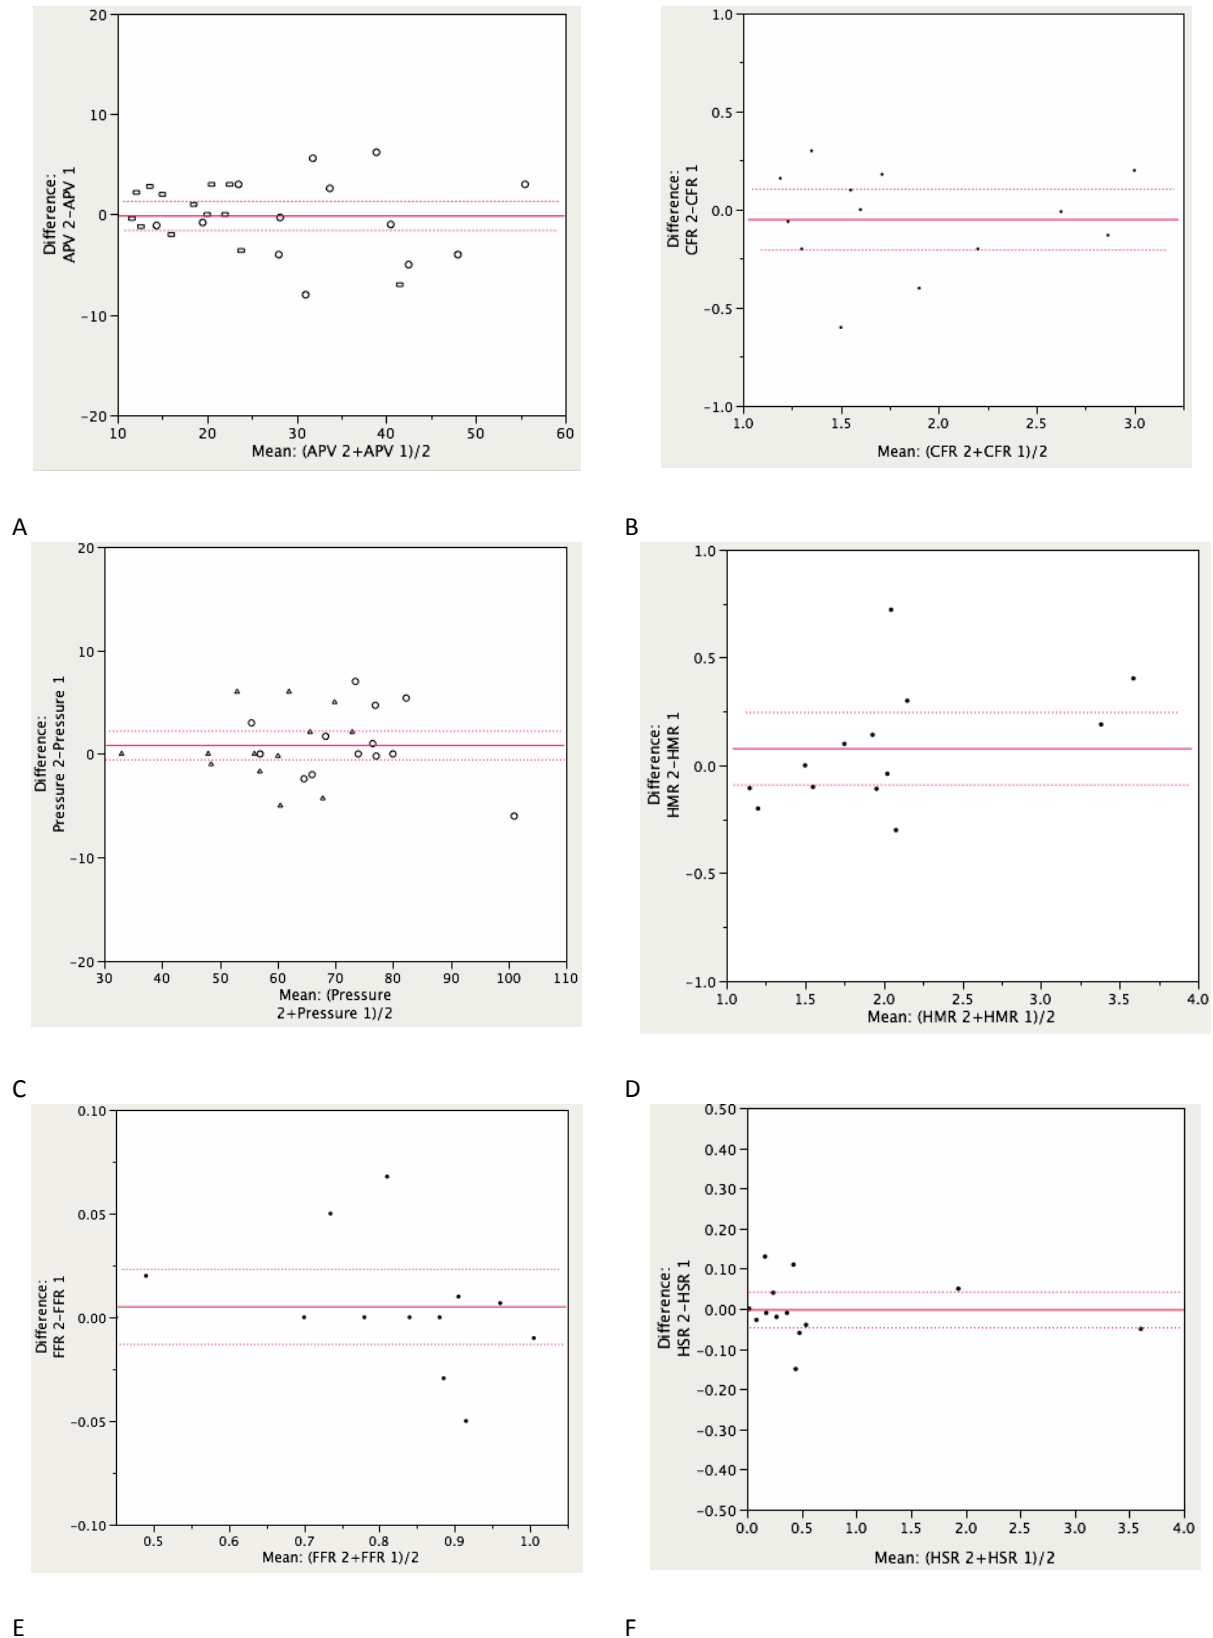 20
10
0
−10
−20
Difference:
APV 2−APV 1
10 20 30 40 50 60
Mean: (APV 2+APV 1)/2
1.0
0.5
0.0
−0.5
−1.0
Difference:
CFR 2−CFR 1
1.0 1.5 2.0 2.5 3.0
Mean: (CFR 2+CFR 1)/2
A
B
20
10
0
−10
−20
Difference:
Pressure 2−Pressure 1
30 40 50 60 70 80 90 100 110
Mean: (Pressure
2+Pressure 1)/2
1.0
0.5
0.0
−0.5
−1.0
Difference:
HMR 2−HMR 1
1.0 1.5 2.0 2.5 3.0 3.5 4.0
Mean: (HMR 2+HMR 1)/2
C
D
0.10
0.05
0.00
−0.05
−0.10
Difference:
FFR 2−FFR 1
0.5 0.6 0.7 0.8 0.9 1.0
Mean: (FFR 2+FFR 1)/2
0.50
0.40
0.30
0.20
0.10
0.00
−0.10
−0.20
−0.30
−0.40
−0.50
Difference:
HSR 2−HSR 1
0.0 0.5 1.0 1.5 2.0 2.5 3.0 3.5 4.0
Mean: (HSR 2+HSR 1)/2
E
F